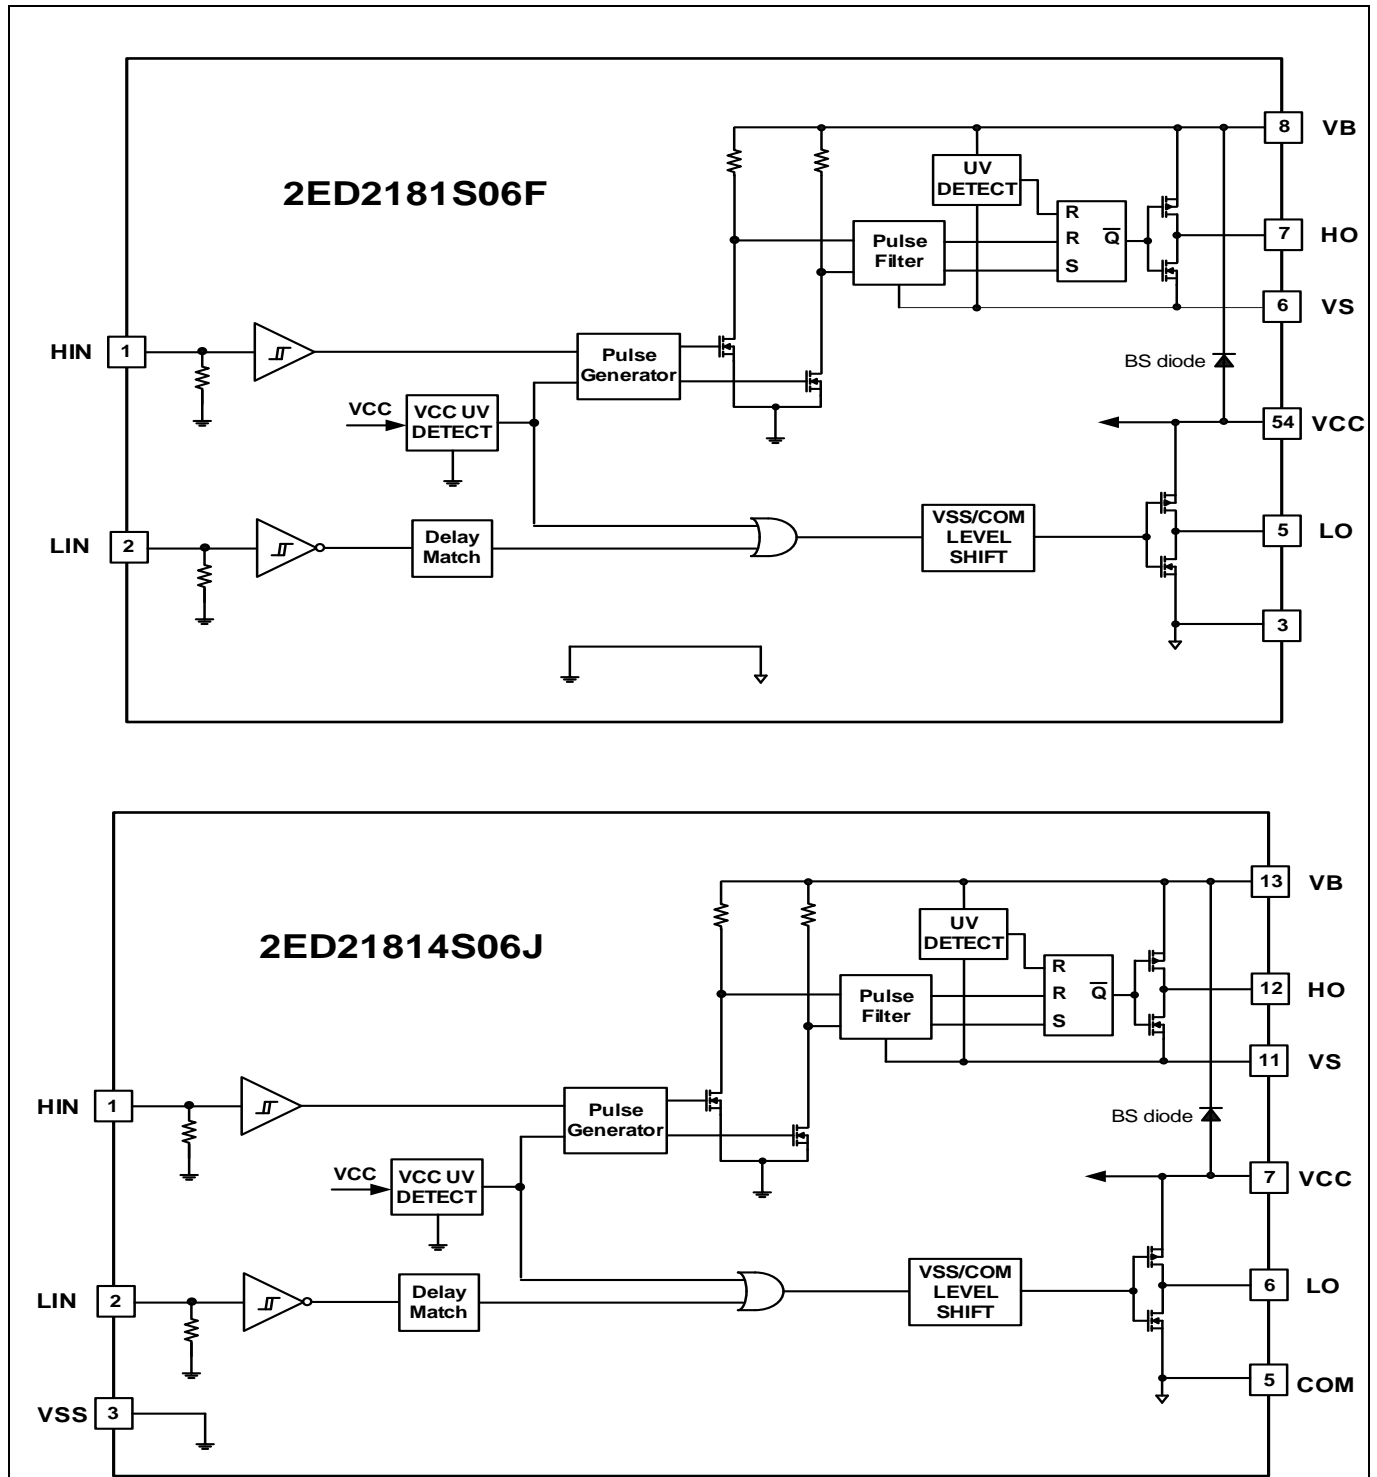 2ED2181S06F
8 VB
UV
DETECT
R
R
S
Q̅
Pulse
Filter
7 HO
6 VS
HIN 1
Pulse
Generator
BS diode
VCC
VCC UV
DETECT
54 VCC
LIN 2
Delay
Match
VSS/COM
LEVEL
SHIFT
5 LO
3
2ED21814S06J
13 VB
UV
DETECT
R
R
S
Q̅
Pulse
Filter
12 HO
11 VS
HIN 1
Pulse
Generator
BS diode
VCC
VCC UV
DETECT
7 VCC
LIN 2
Delay
Match
VSS/COM
LEVEL
SHIFT
6 LO
5 COM
VSS 3